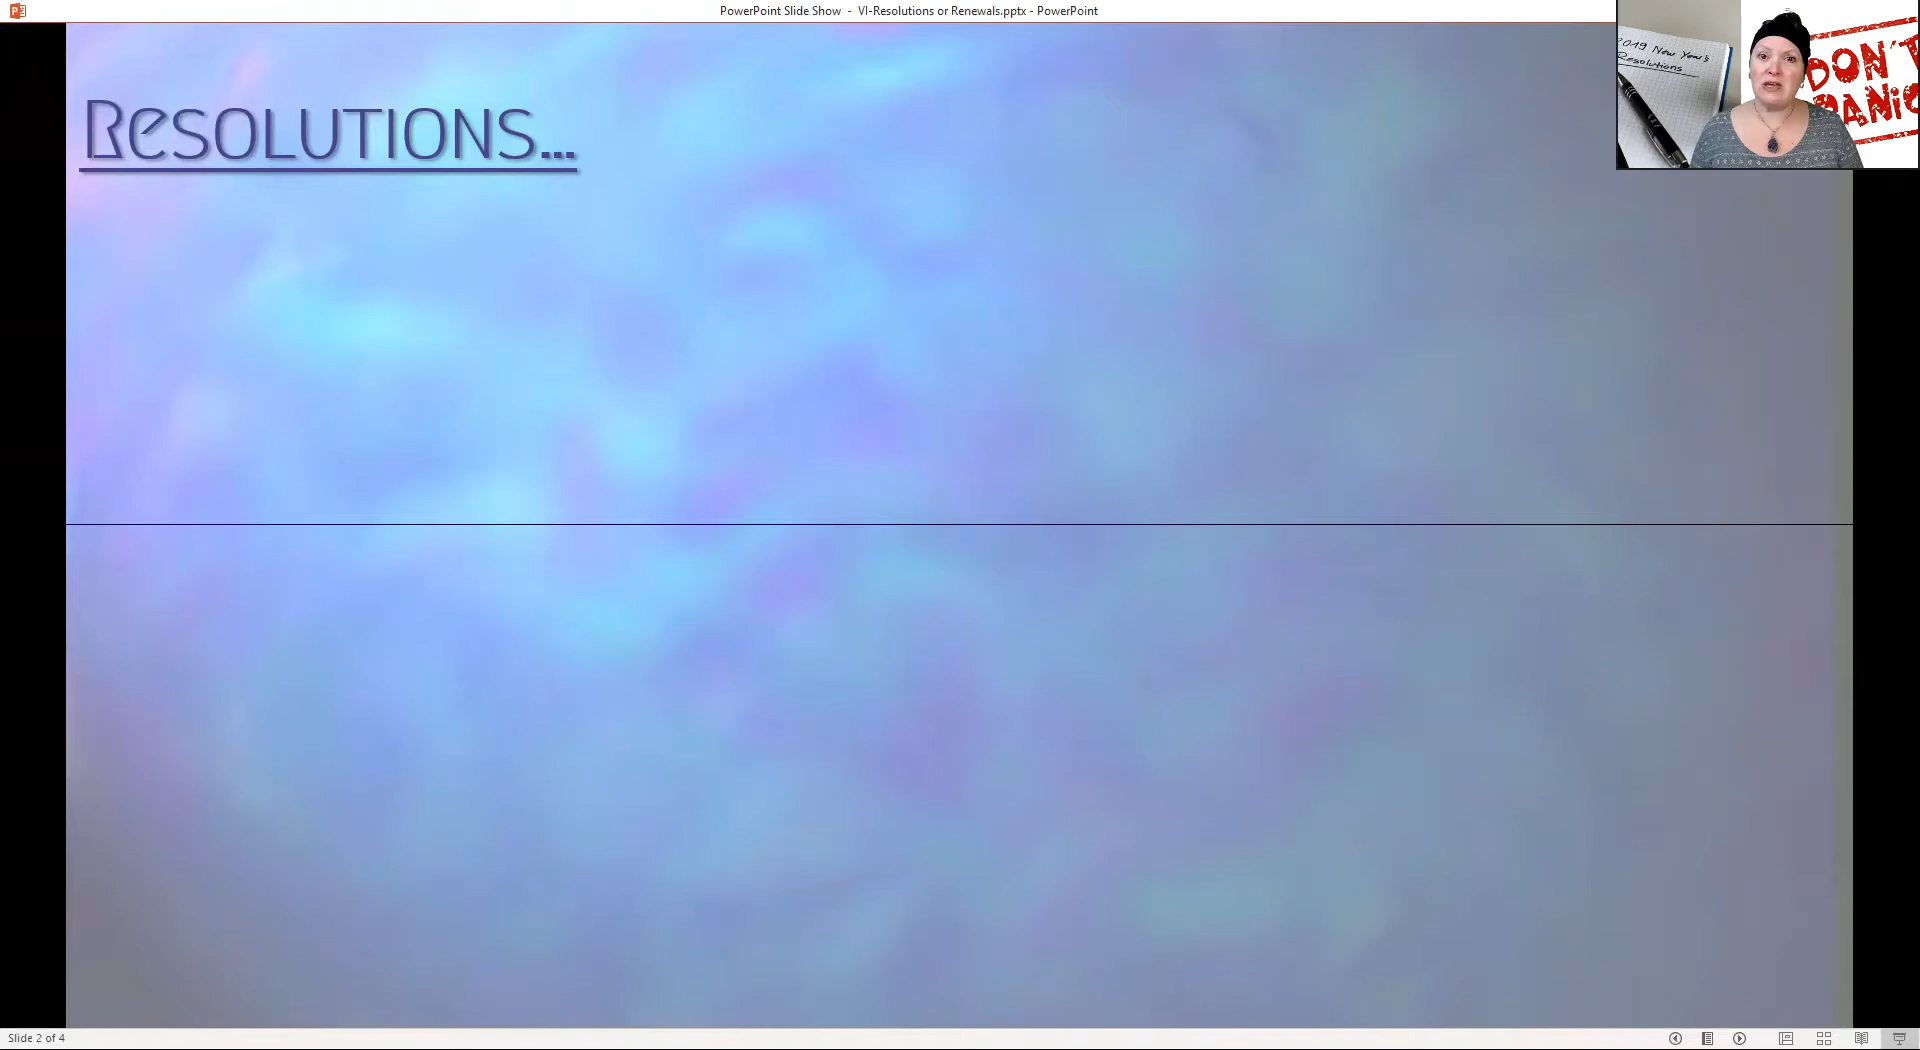 PowerPoint Slide Show - VI-Resolutions or Renewals.pptx - PowerPoint
2019 New Year's
Resolutions
DON'T
PANIC
Resolutions...
Slide 2 of 4